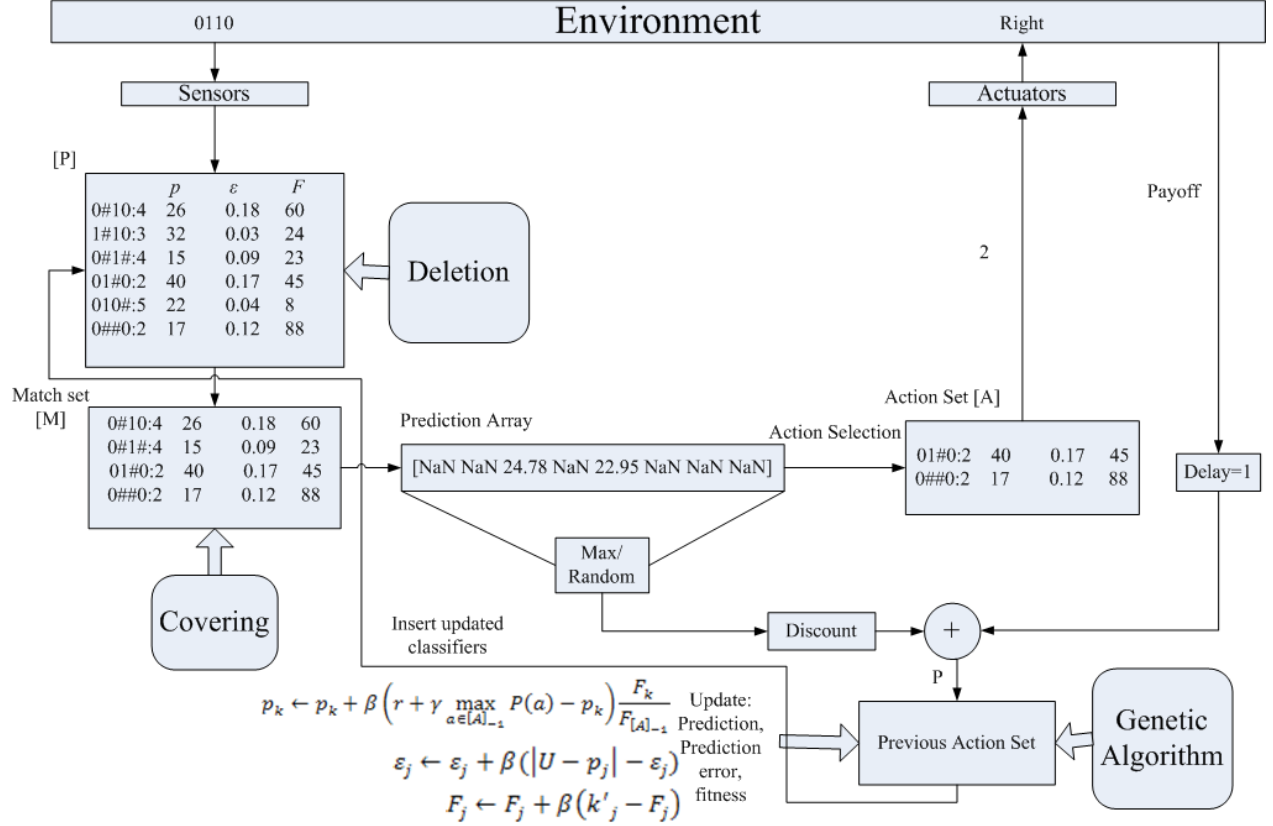 Environment
0110
Right
Sensors
Actuators
[P]
p ε F
0#10:4 26 0.18 60
1#10:3 32 0.03 24
0#1#:4 15 0.09 23
01#0:2 40 0.17 45
010#:5 22 0.04 8
0##0:2 17 0.12 88
Deletion
2
Payoff
Match set
[M]
0#10:4 26 0.18 60
0#1#:4 15 0.09 23
01#0:2 40 0.17 45
0##0:2 17 0.12 88
Prediction Array
[NaN NaN 24.78 NaN 22.95 NaN NaN NaN]
Action Selection
Action Set [A]
01#0:2 40 0.17 45
0##0:2 17 0.12 88
Delay=1
Max/
Random
Covering
Insert updated
classifiers
Discount
+
P
p_k ← p_k + β(r + γ max_{a∈[A]_{-1}} P(a) − p_k) F_k / F_{[A]_{-1}}
ε_j ← ε_j + β(|U − p_j| − ε_j)
F_j ← F_j + β(k'_j − F_j)
Update:
Prediction,
Prediction
error,
fitness
Previous Action Set
Genetic
Algorithm